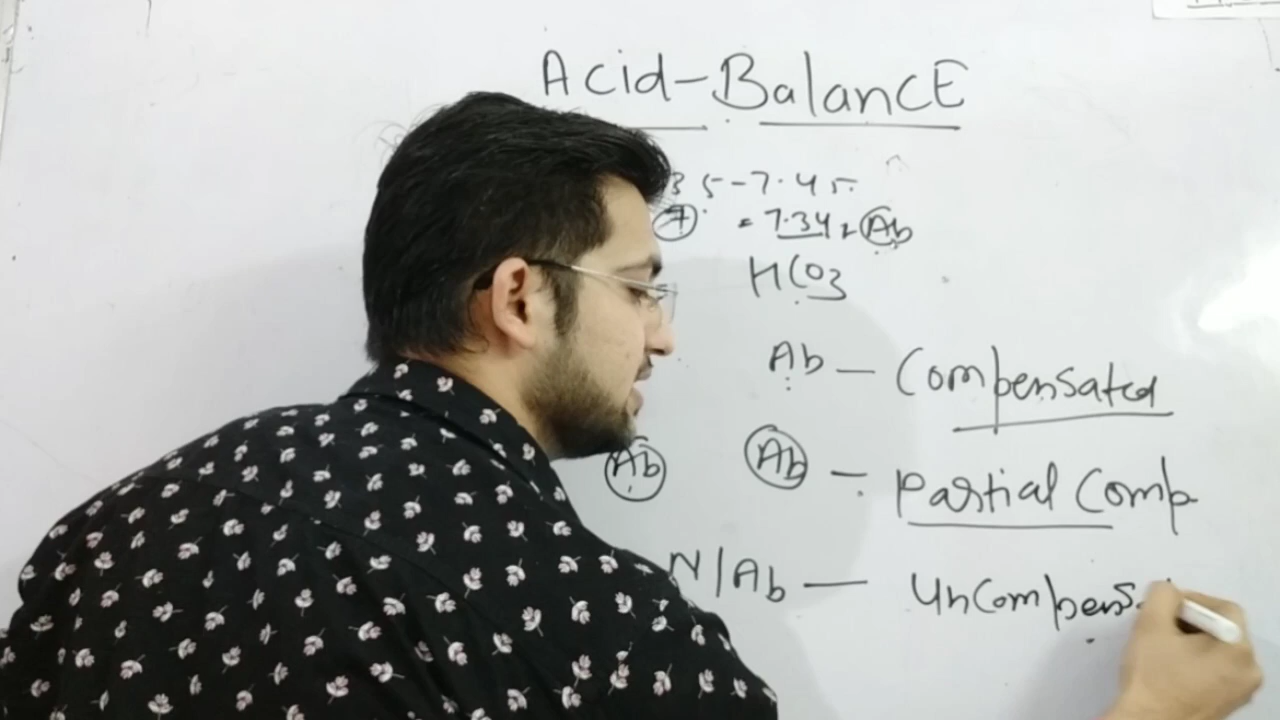 Acid-BalancE
35-7.45
7 = 7.34, Ab
HCO3
Ab - Compensated
Ab Ab - Partial Comp
N/Ab - Uncompens